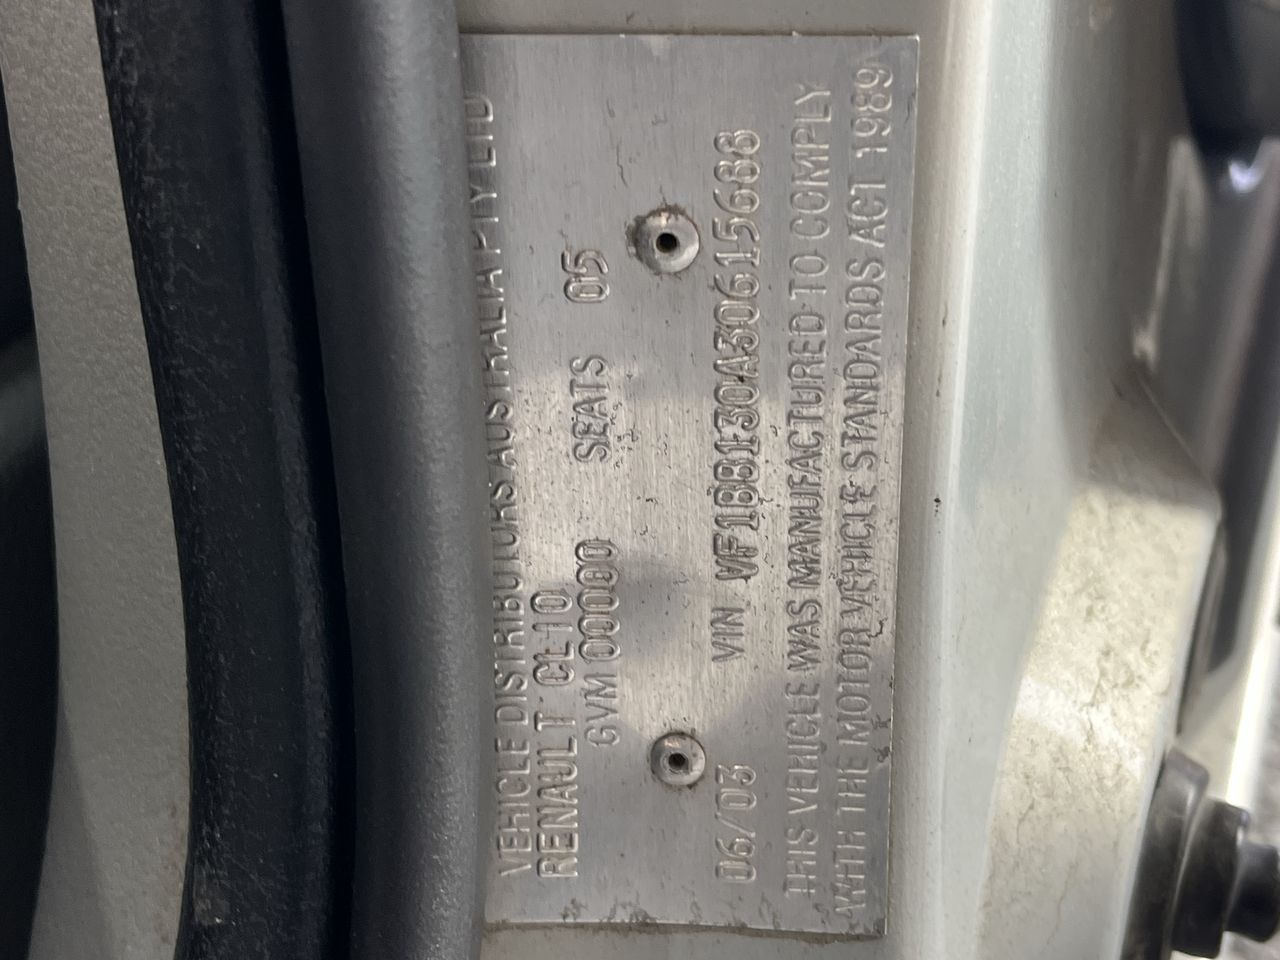 VEHICLE DISTRIBUTORS AUSTRALIA PTY LTD
RENAULT CLIO
GVM 00000 SEATS 05
06/03 VIN VF1BB130A30615688
THIS VEHICLE WAS MANUFACTURED TO COMPLY
WITH THE MOTOR VEHICLE STANDARDS ACT 1989